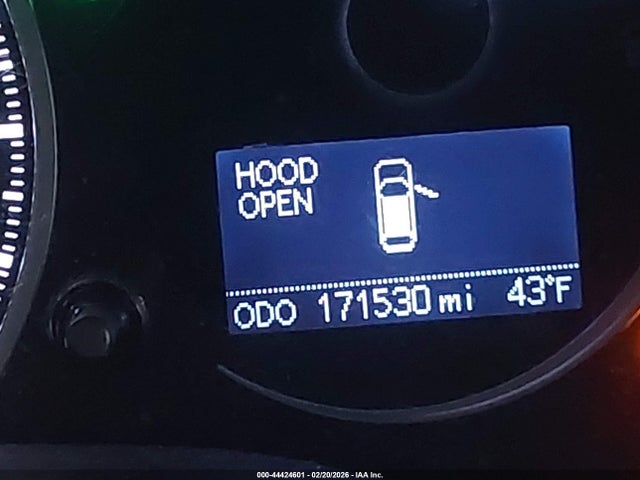 HOOD
OPEN
ODO 171530 mi 43°F
000-44424601 - 02/20/2026 - IAA Inc.